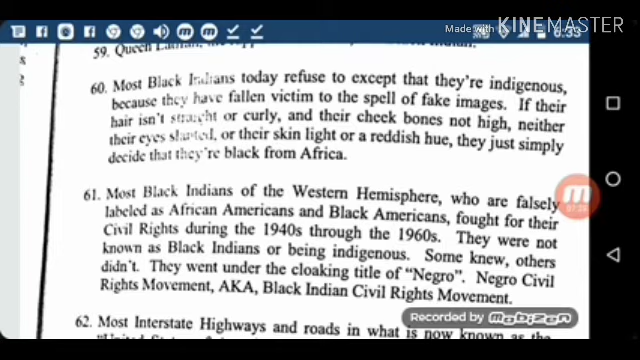 Made with KINEMASTER
6:33
59. Queen
60. Most Black Indians today refuse to except that they're indigenous,
because they have fallen victim to the spell of fake images. If their
hair isn't straight or curly, and their cheek bones not high, neither
their eyes slanted, or their skin light or a reddish hue, they just simply
decide that they're black from Africa.
61. Most Black Indians of the Western Hemisphere, who are falsely
labeled as African Americans and Black Americans, fought for their
Civil Rights during the 1940s through the 1960s. They were not
known as Black Indians or being indigenous. Some knew, others
didn't. They went under the cloaking title of "Negro". Negro Civil
Rights Movement, AKA, Black Indian Civil Rights Movement.
Recorded by Mobizen
62. Most Interstate Highways and roads in what is now known as the